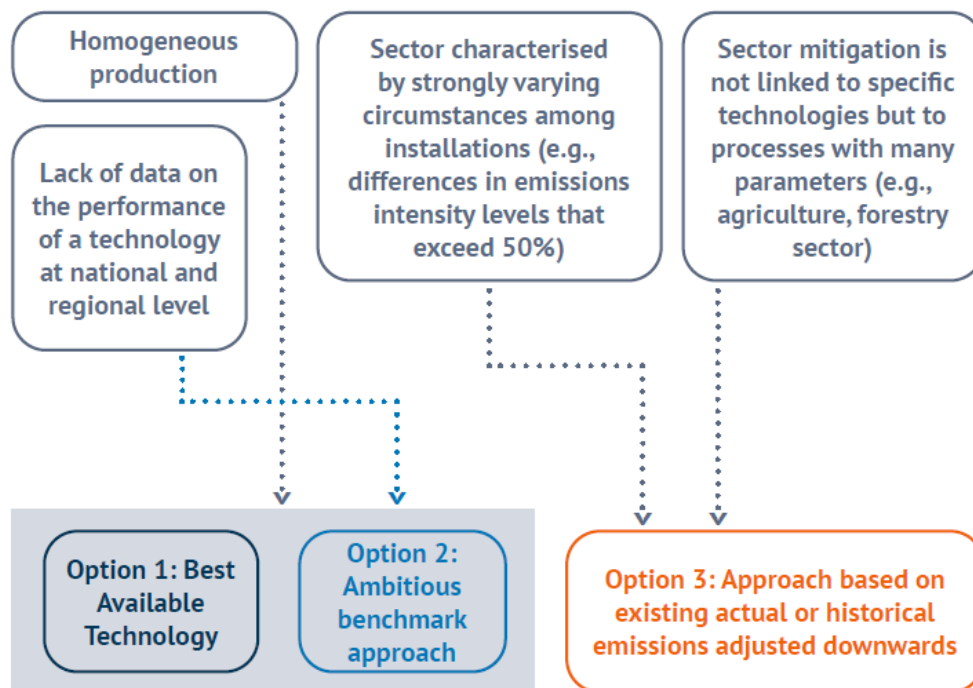 Homogeneous
production
Lack of data on
the performance
of a technology
at national and
regional level
Sector characterised
by strongly varying
circumstances among
installations (e.g.,
differences in emissions
intensity levels that
exceed 50%)
Sector mitigation is
not linked to specific
technologies but to
processes with many
parameters (e.g.,
agriculture, forestry
sector)
Option 1: Best
Available
Technology
Option 2:
Ambitious
benchmark
approach
Option 3: Approach based on
existing actual or historical
emissions adjusted downwards